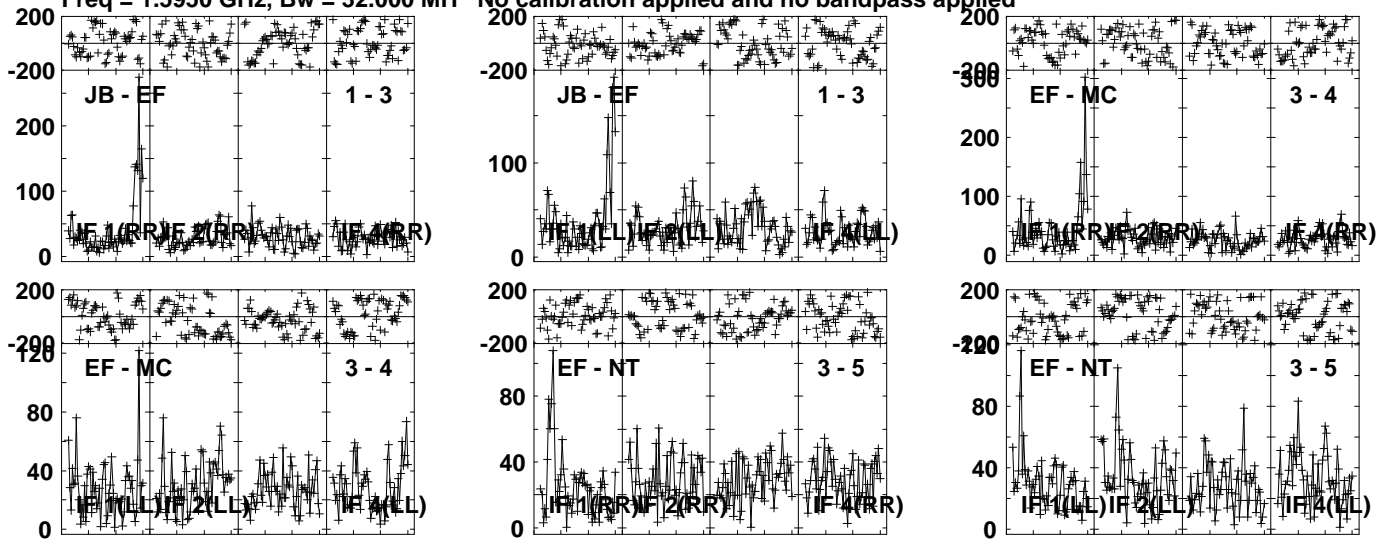 Freq = 1.5950 GHz, Bw = 32.000 MH No calibration applied and no bandpass applied
200
-200
JB - EF
1 - 3
200
100
0
IF 1(RR)
IF 2(RR)
IF 4(RR)
200
-200
JB - EF
1 - 3
100
0
IF 1(LL)
IF 2(LL)
IF 4(LL)
200
-200
300
EF - MC
3 - 4
200
100
0
IF 1(RR)
IF 2(RR)
IF 4(RR)
200
-200
120
EF - MC
3 - 4
80
40
0
IF 1(LL)
IF 2(LL)
IF 4(LL)
200
-200
EF - NT
3 - 5
80
40
0
IF 1(RR)
IF 2(RR)
IF 4(RR)
200
-200
120
EF - NT
3 - 5
80
40
0
IF 1(LL)
IF 2(LL)
IF 4(LL)